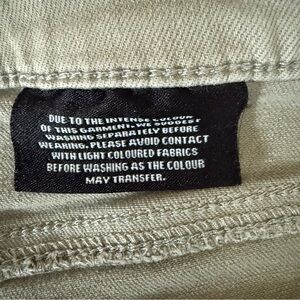 DUE TO THE INTENSE COLOUR
OF THIS GARMENT, WE SUGGEST
WASHING SEPARATELY BEFORE
WEARING. PLEASE AVOID CONTACT
WITH LIGHT COLOURED FABRICS
BEFORE WASHING AS THE COLOUR
MAY TRANSFER.